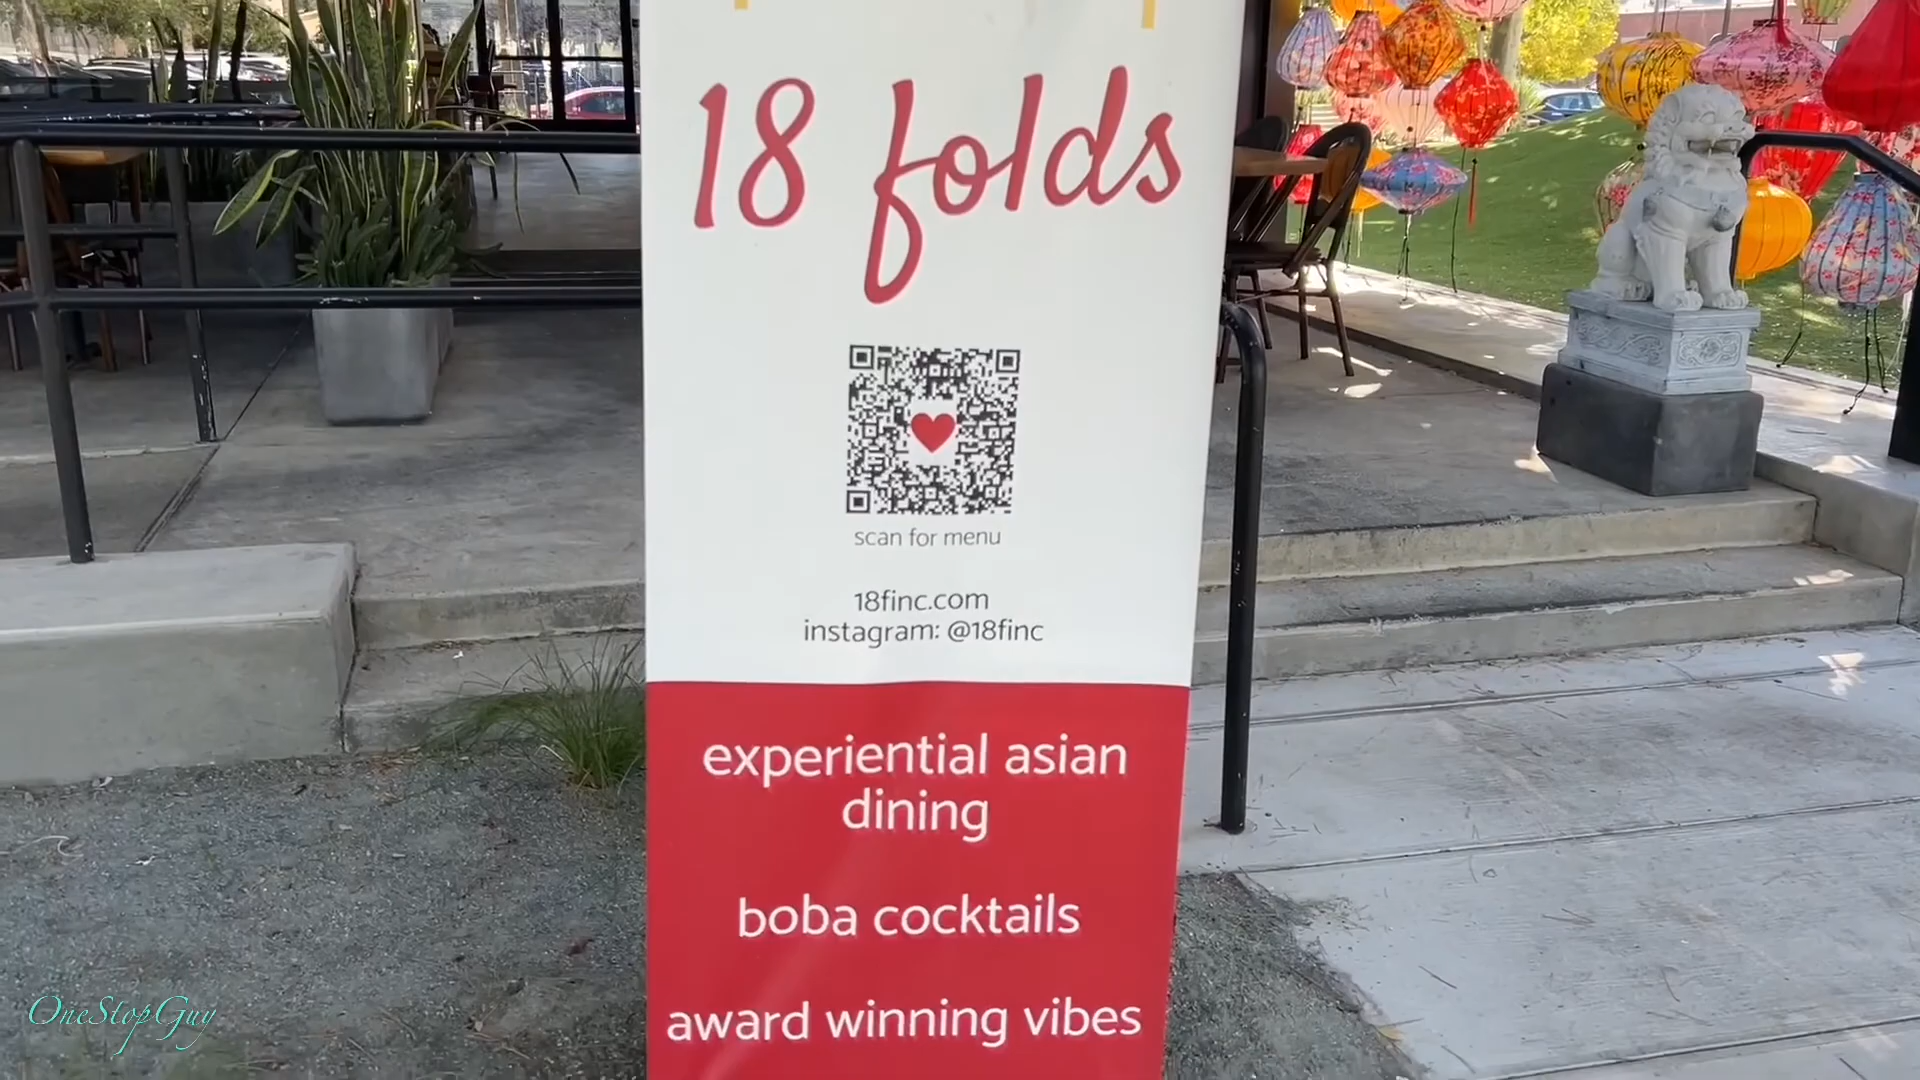 18 folds
scan for menu
18finc.com
instagram: @18finc
experiential asian
dining
boba cocktails
award winning vibes
OneStopGuy